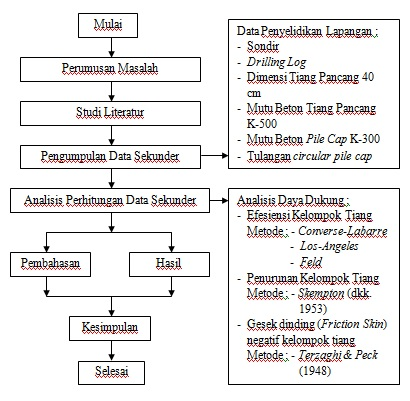 Mulai
Perumusan Masalah
Studi Literatur
Pengumpulan Data Sekunder
Data Penyelidikan Lapangan :
- Sondir
- Drilling Log
- Dimensi Tiang Pancang 40
cm
- Mutu Beton Tiang Pancang
K-500
- Mutu Beton Pile Cap K-300
- Tulangan circular pile cap
Analisis Perhitungan Data Sekunder
Analisis Daya Dukung :
- Efesiensi Kelompok Tiang
Metode : - Converse-Labarre
- Los-Angeles
- Feld
- Penurunan Kelompok Tiang
Metode : - Skempton (dkk.
1953)
- Gesek dinding (Friction Skin)
negatif kelompok tiang
Metode : - Terzaghi & Peck
(1948)
Pembahasan
Hasil
Kesimpulan
Selesai